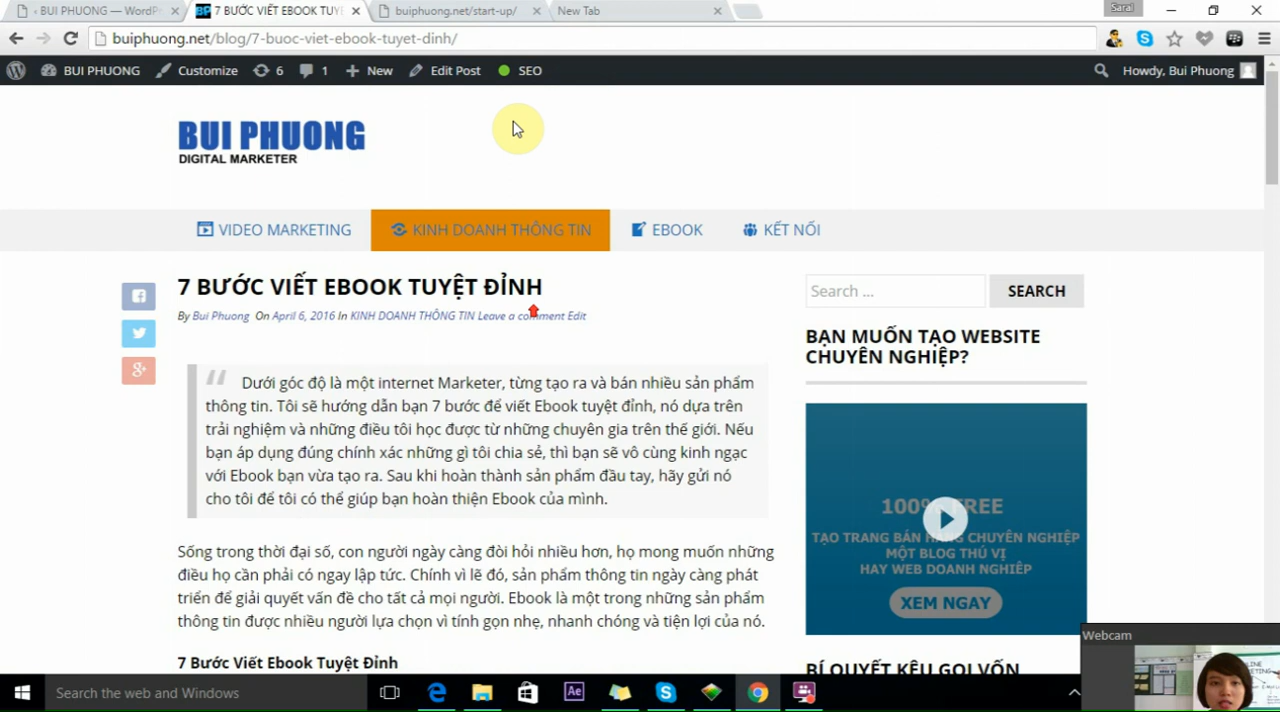 ‹ BUI PHUONG — WordP
7 BƯỚC VIẾT EBOOK TUY
buiphuong.net/start-up/
New Tab
Saral
buiphuong.net/blog/7-buoc-viet-ebook-tuyet-dinh/
BUI PHUONG
Customize
6
1
New
Edit Post
SEO
Howdy, Bui Phuong
BUI PHUONG
DIGITAL MARKETER
VIDEO MARKETING
KINH DOANH THÔNG TIN
EBOOK
KẾT NỐI
7 BƯỚC VIẾT EBOOK TUYỆT ĐỈNH
By Bui Phuong On April 6, 2016 In KINH DOANH THÔNG TIN Leave a comment Edit
Dưới góc độ là một internet Marketer, từng tạo ra và bán nhiều sản phẩm
thông tin. Tôi sẽ hướng dẫn bạn 7 bước để viết Ebook tuyệt đỉnh, nó dựa trên
trải nghiệm và những điều tôi học được từ những chuyên gia trên thế giới. Nếu
bạn áp dụng đúng chính xác những gì tôi chia sẻ, thì bạn sẽ vô cùng kinh ngạc
với Ebook bạn vừa tạo ra. Sau khi hoàn thành sản phẩm đầu tay, hãy gửi nó
cho tôi để tôi có thể giúp bạn hoàn thiện Ebook của mình.
Sống trong thời đại số, con người ngày càng đòi hỏi nhiều hơn, họ mong muốn những
điều họ cần phải có ngay lập tức. Chính vì lẽ đó, sản phẩm thông tin ngày càng phát
triển để giải quyết vấn đề cho tất cả mọi người. Ebook là một trong những sản phẩm
thông tin được nhiều người lựa chọn vì tính gọn nhẹ, nhanh chóng và tiện lợi của nó.
7 Bước Viết Ebook Tuyệt Đỉnh
Search ...
SEARCH
BẠN MUỐN TẠO WEBSITE
CHUYÊN NGHIỆP?
100% FREE
TẠO TRANG BÁN HÀNG CHUYÊN NGHIỆP
MỘT BLOG THÚ VỊ
HAY WEB DOANH NGHIÊP
XEM NGAY
BÍ QUYẾT KÊU GỌI VỐN
Webcam
Search the web and Windows
Ae